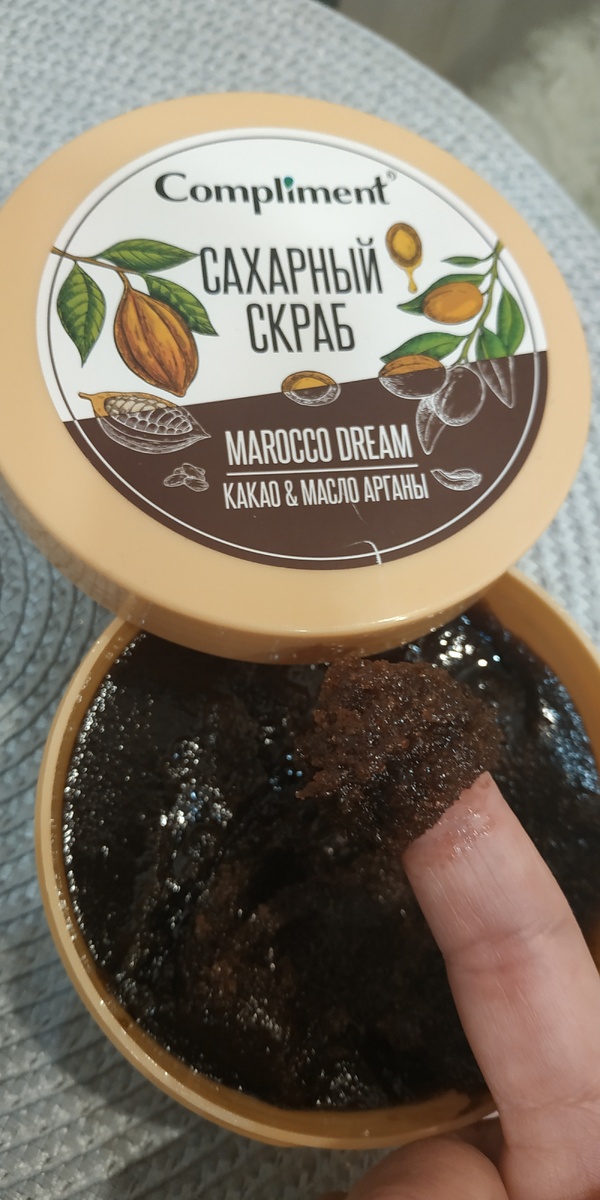 Compliment®
САХАРНЫЙ
СКРАБ
MAROCCO DREAM
КАКАО & МАСЛО АРГАНЫ